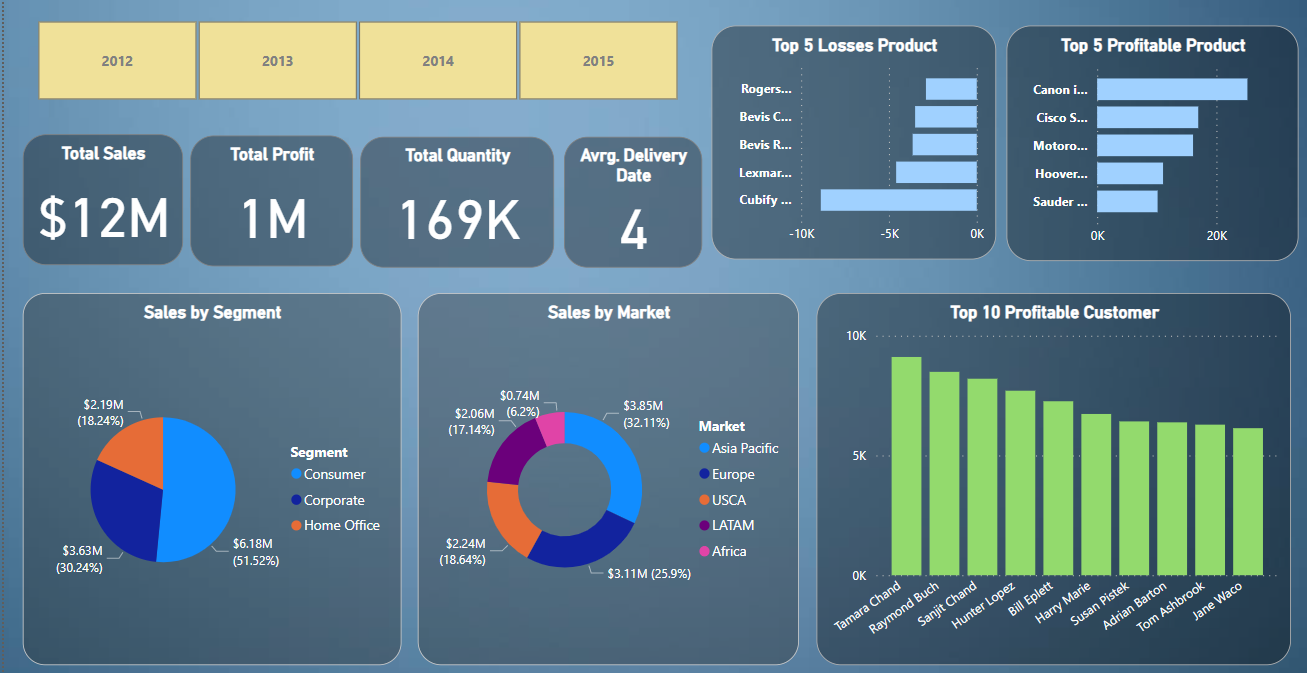 2012
2013
2014
2015
Total Sales
$12M
Total Profit
1M
Total Quantity
169K
Avrg. Delivery
Date
4
Top 5 Losses Product
Rogers...
Bevis C...
Bevis R...
Lexmar...
Cubify ...
-10K
-5K
0K
Top 5 Profitable Product
Canon i...
Cisco S...
Motoro...
Hoover...
Sauder ...
0K
20K
Sales by Segment
$2.19M
(18.24%)
$3.63M
(30.24%)
$6.18M
(51.52%)
Segment
Consumer
Corporate
Home Office
Sales by Market
$0.74M
(6.2%)
$2.06M
(17.14%)
$3.85M
(32.11%)
$2.24M
(18.64%)
$3.11M (25.9%)
Market
Asia Pacific
Europe
USCA
LATAM
Africa
Top 10 Profitable Customer
10K
5K
0K
Tamara Chand
Raymond Buch
Sanjit Chand
Hunter Lopez
Bill Eplett
Harry Marie
Susan Pistek
Adrian Barton
Tom Ashbrook
Jane Waco